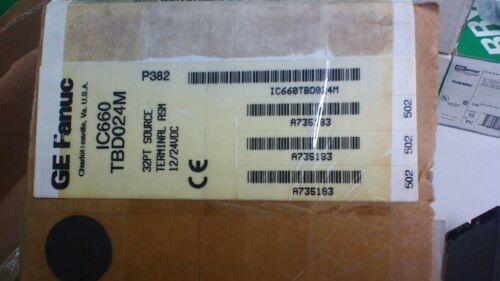 GE Fanuc
Charlottesville, Va. U.S.A.
IC660
TBD024M
32PT SOURCE
TERMINAL ASM
12/24VDC
CE
P382
IC660TBD024M
A735183
502
A735183
502
A735183
502